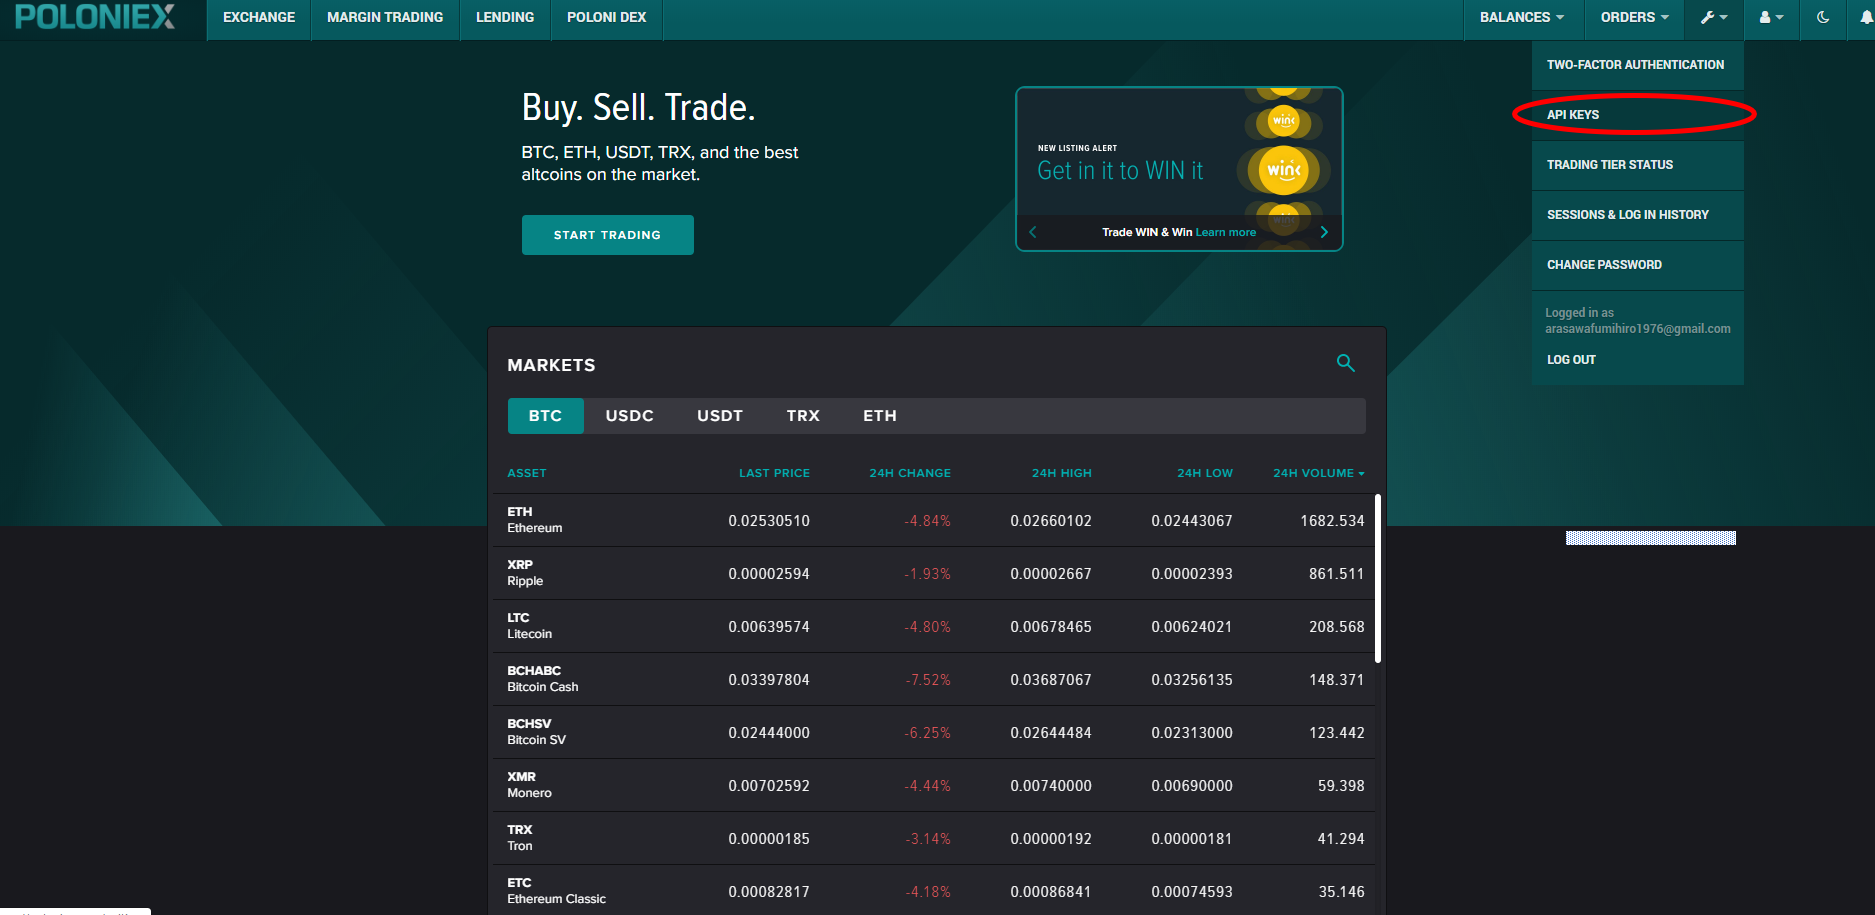 POLONIEX
EXCHANGE
MARGIN TRADING
LENDING
POLONI DEX
BALANCES
ORDERS
TWO-FACTOR AUTHENTICATION
API KEYS
TRADING TIER STATUS
SESSIONS & LOG IN HISTORY
CHANGE PASSWORD
Logged in as
arasawafumihiro1976@gmail.com
LOG OUT
Buy. Sell. Trade.
BTC, ETH, USDT, TRX, and the best
altcoins on the market.
START TRADING
NEW LISTING ALERT
Get in it to WIN it
wink
wink
wink
Trade WIN & Win Learn more
MARKETS
BTC USDC USDT TRX ETH
ASSET LAST PRICE 24H CHANGE 24H HIGH 24H LOW 24H VOLUME
ETH
Ethereum
0.02530510 -4.84% 0.02660102 0.02443067 1682.534
XRP
Ripple
0.00002594 -1.93% 0.00002667 0.00002393 861.511
LTC
Litecoin
0.00639574 -4.80% 0.00678465 0.00624021 208.568
BCHABC
Bitcoin Cash
0.03397804 -7.52% 0.03687067 0.03256135 148.371
BCHSV
Bitcoin SV
0.02444000 -6.25% 0.02644484 0.02313000 123.442
XMR
Monero
0.00702592 -4.44% 0.00740000 0.00690000 59.398
TRX
Tron
0.00000185 -3.14% 0.00000192 0.00000181 41.294
ETC
Ethereum Classic
0.00082817 -4.18% 0.00086841 0.00074593 35.146